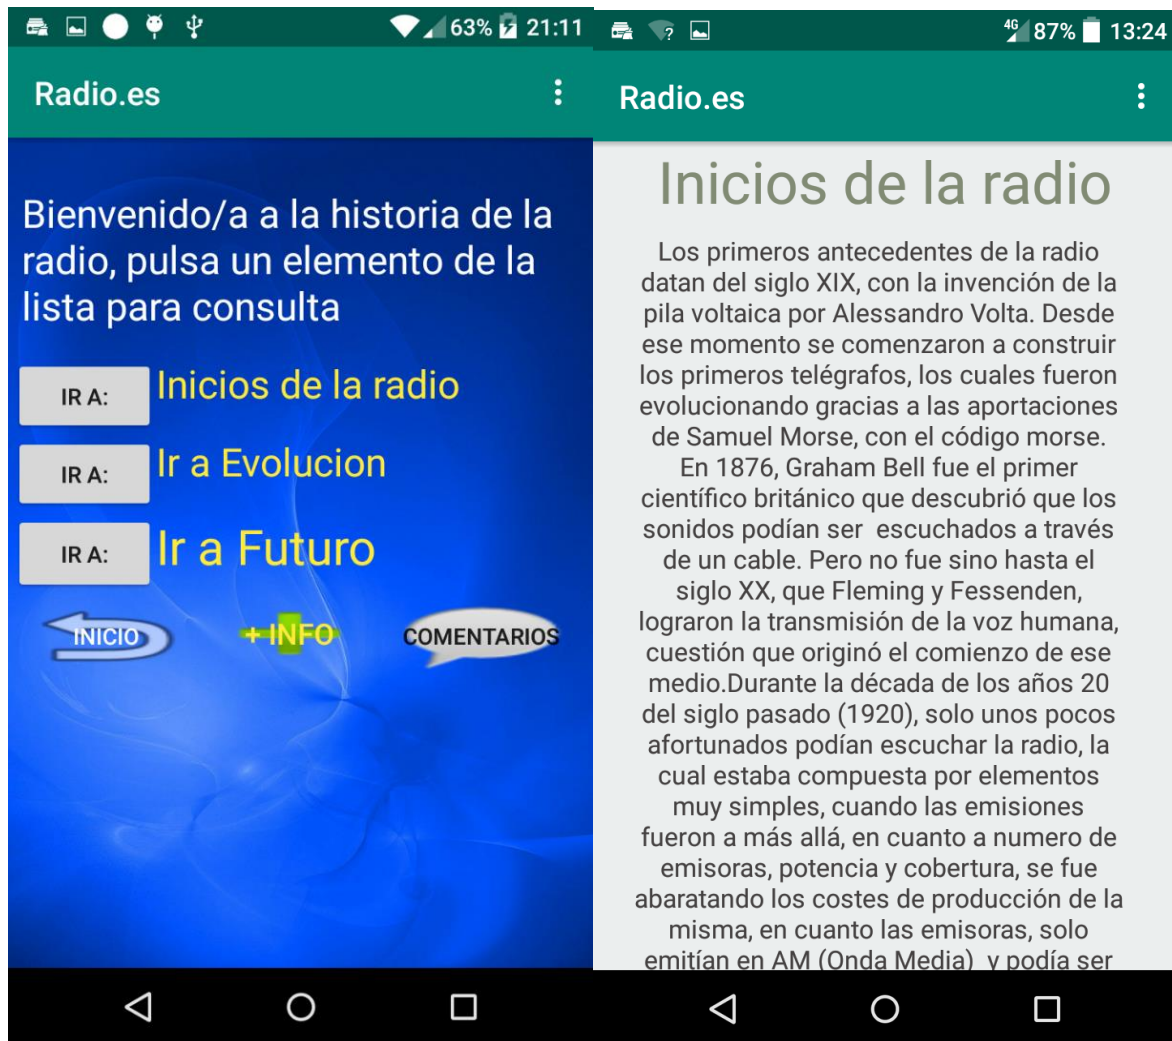 63% 21:11
Radio.es
Bienvenido/a a la historia de la
radio, pulsa un elemento de la
lista para consulta
IR A: Inicios de la radio
IR A: Ir a Evolucion
IR A: Ir a Futuro
INICIO + INFO COMENTARIOS
? 4G 87% 13:24
Radio.es
Inicios de la radio
Los primeros antecedentes de la radio
datan del siglo XIX, con la invención de la
pila voltaica por Alessandro Volta. Desde
ese momento se comenzaron a construir
los primeros telégrafos, los cuales fueron
evolucionando gracias a las aportaciones
de Samuel Morse, con el código morse.
En 1876, Graham Bell fue el primer
científico británico que descubrió que los
sonidos podían ser  escuchados a través
de un cable. Pero no fue sino hasta el
siglo XX, que Fleming y Fessenden,
lograron la transmisión de la voz humana,
cuestión que originó el comienzo de ese
medio.Durante la década de los años 20
del siglo pasado (1920), solo unos pocos
afortunados podían escuchar la radio, la
cual estaba compuesta por elementos
muy simples, cuando las emisiones
fueron a más allá, en cuanto a numero de
emisoras, potencia y cobertura, se fue
abaratando los costes de producción de la
misma, en cuanto las emisoras, solo
emitían en AM (Onda Media)  y podía ser